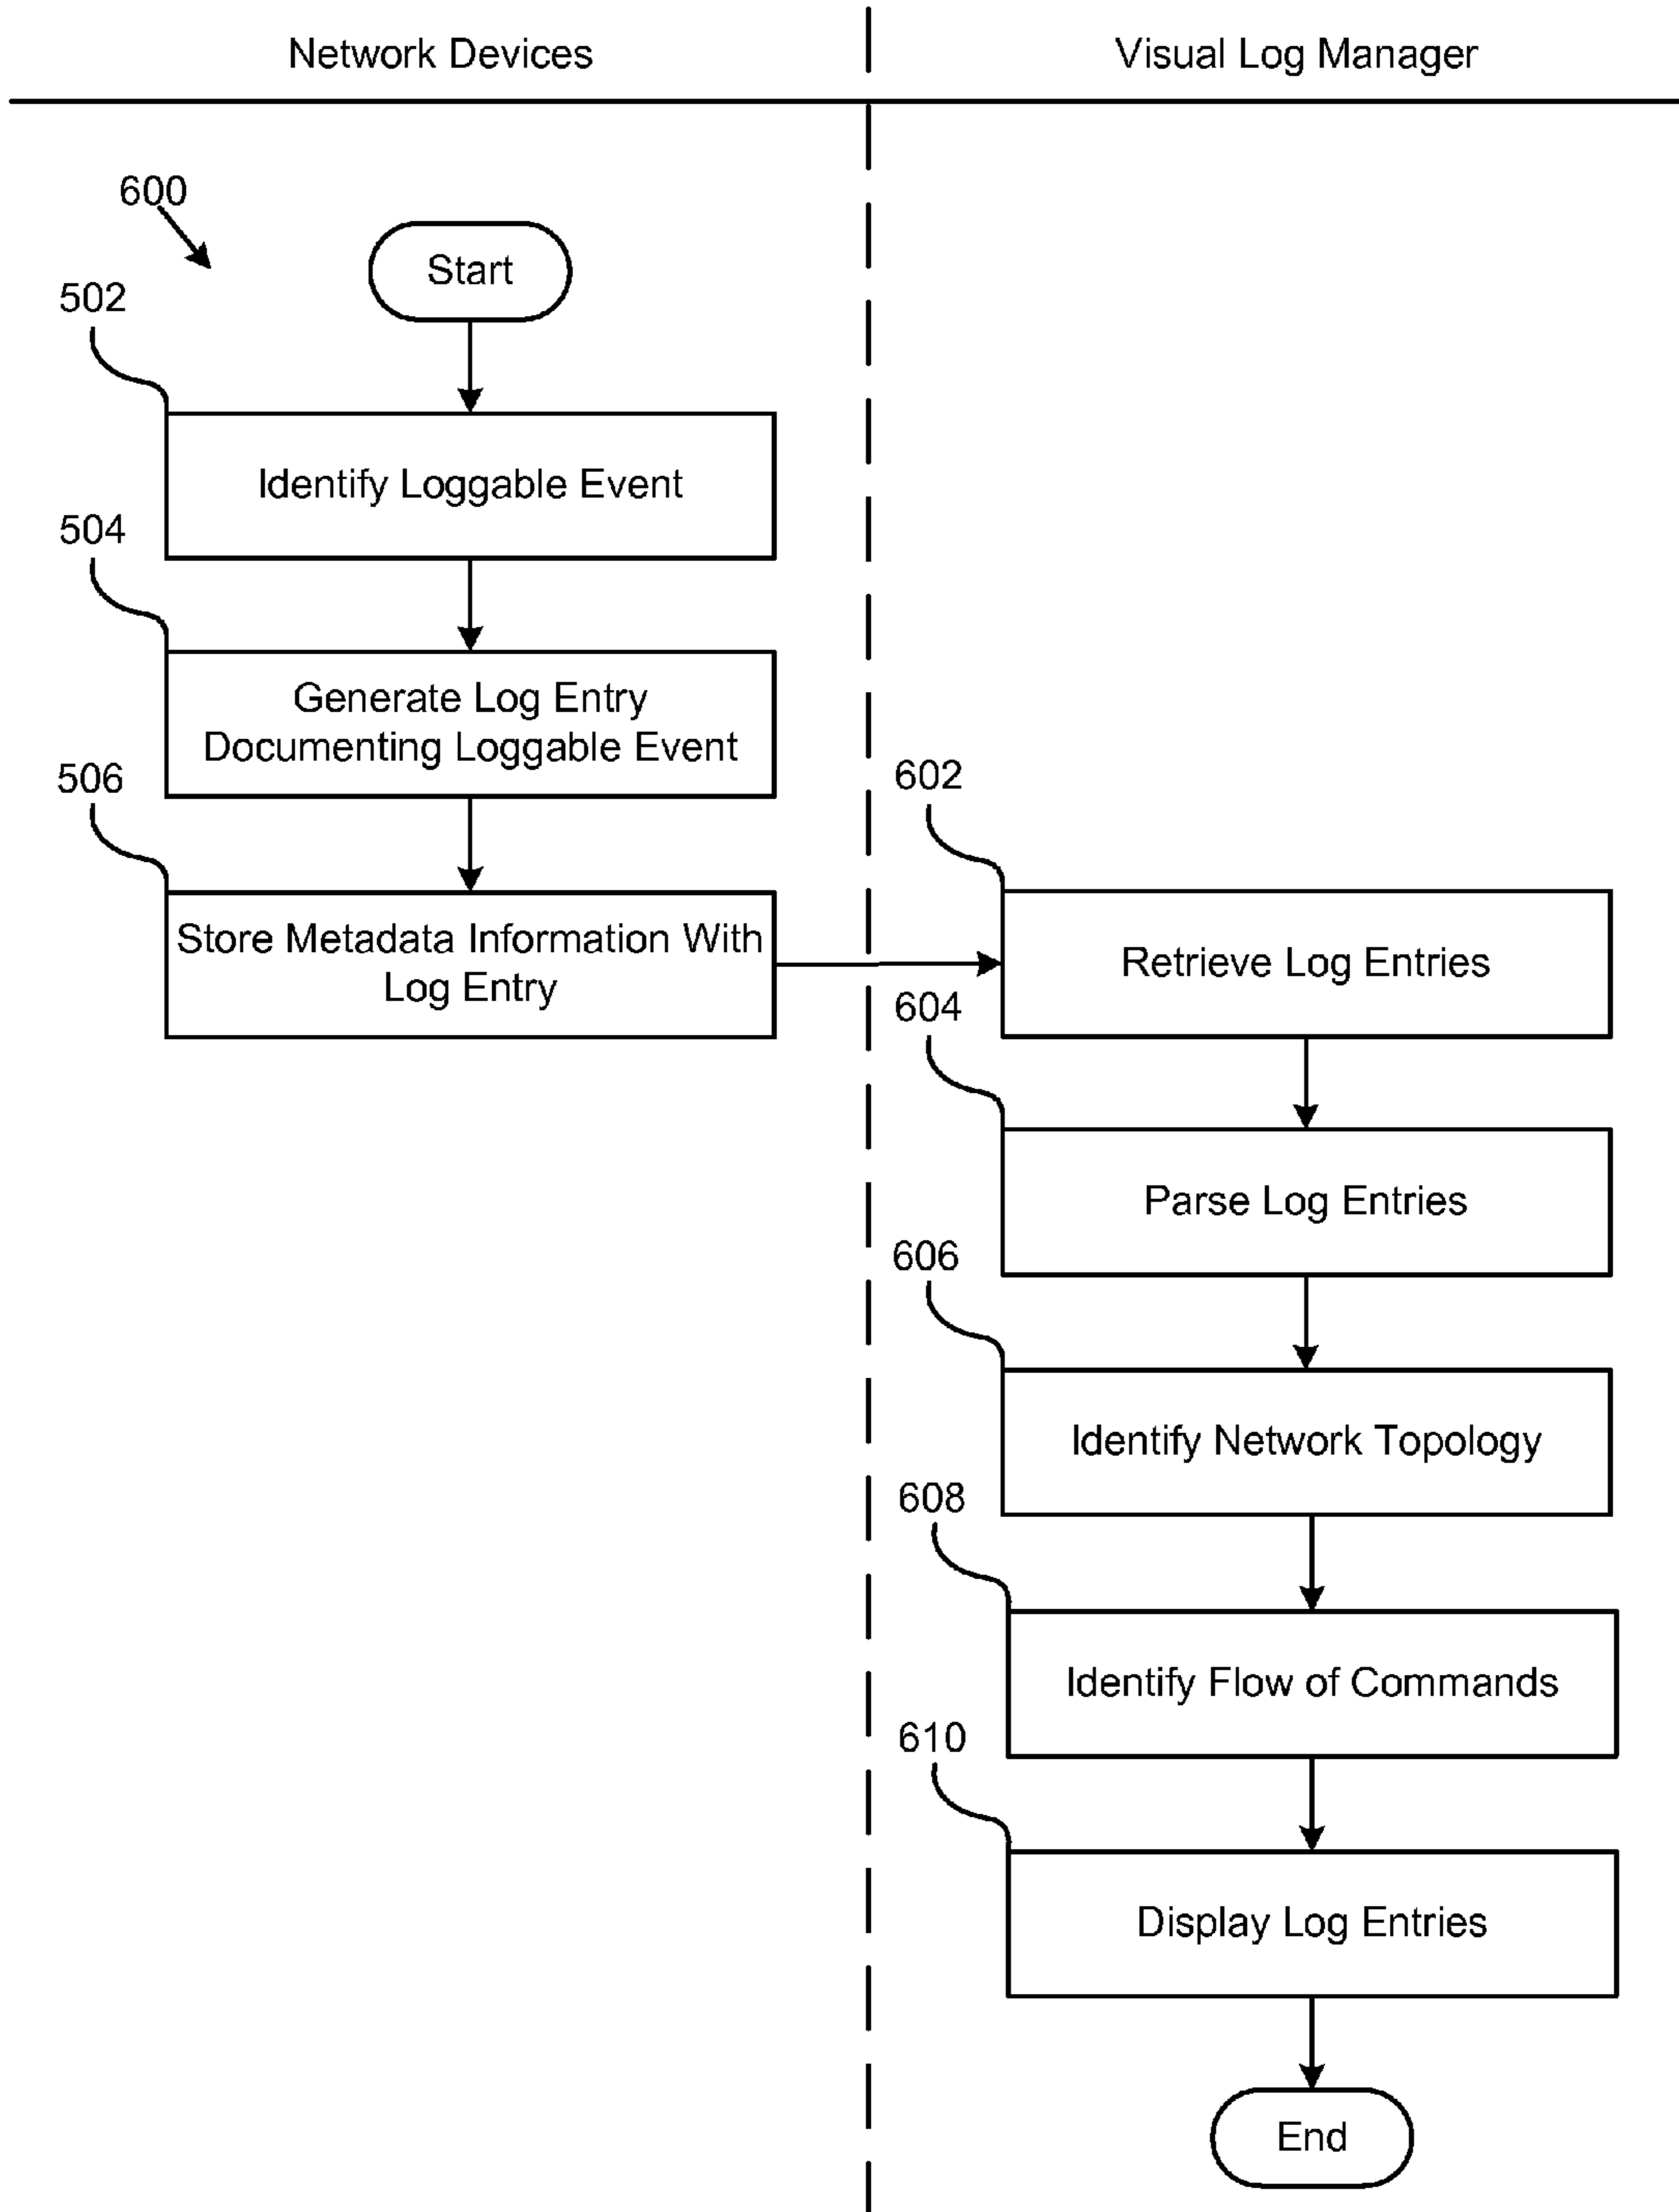 Network Devices
Visual Log Manager
600
Start
502
Identify Loggable Event
504
Generate Log Entry
Documenting Loggable Event
506
Store Metadata Information With
Log Entry
602
Retrieve Log Entries
604
Parse Log Entries
606
Identify Network Topology
608
Identify Flow of Commands
610
Display Log Entries
End